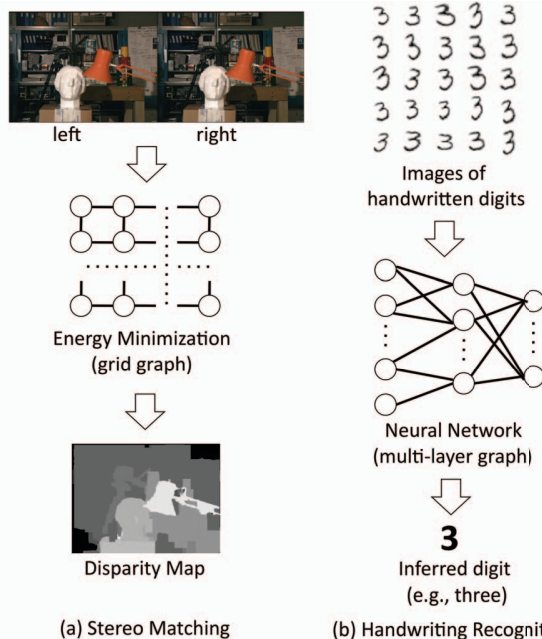 left
right
Energy Minimization
(grid graph)
Disparity Map
(a) Stereo Matching
3 3 3 3 3
3 3 3 3 3
3 3 3 3 3
3 3 3 3 3
3 3 3 3 3
Images of
handwritten digits
Neural Network
(multi-layer graph)
3
Inferred digit
(e.g., three)
(b) Handwriting Recognit